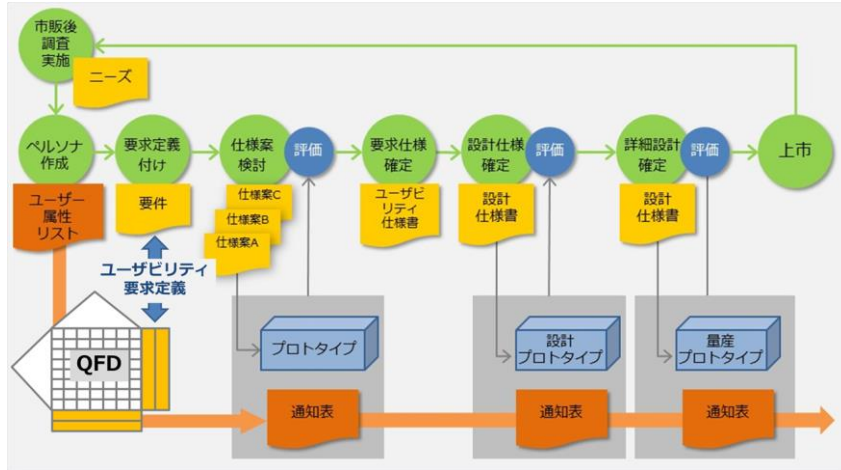 市販後
調査
実施
ニーズ
ペルソナ
作成
要求定義
付け
仕様案
検討
評価
要求仕様
確定
設計仕様
確定
評価
詳細設計
確定
評価
上市
ユーザー
属性
リスト
要件
仕様案C
仕様案B
仕様案A
ユーザビ
リティ
仕様書
設計
仕様書
設計
仕様書
ユーザビリティ
要求定義
QFD
プロトタイプ
設計
プロトタイプ
量産
プロトタイプ
通知表
通知表
通知表